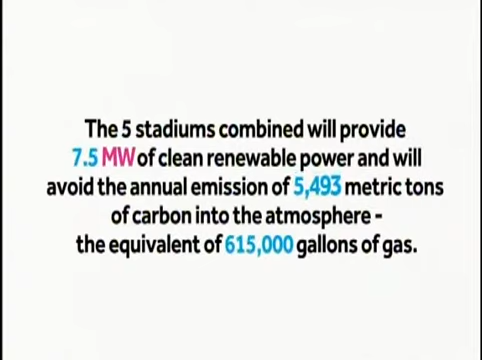 The 5 stadiums combined will provide
7.5 MW of clean renewable power and will
avoid the annual emission of 5,493 metric tons
of carbon into the atmosphere -
the equivalent of 615,000 gallons of gas.